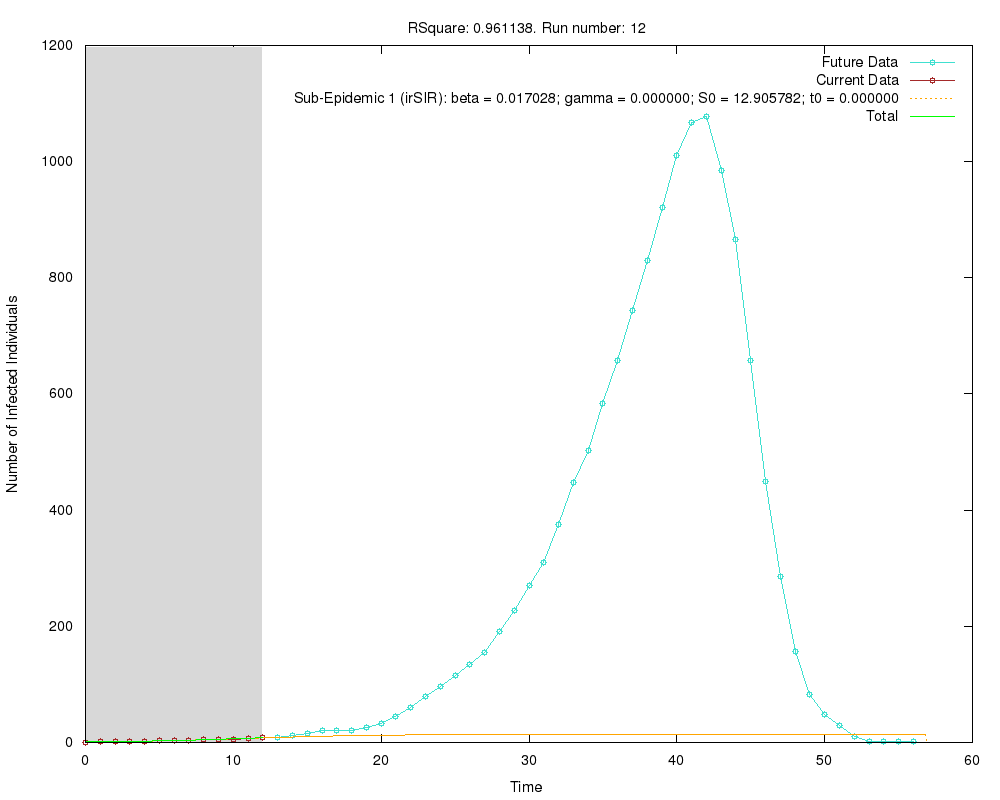 RSquare: 0.961138. Run number: 12
Future Data
Current Data
Sub-Epidemic 1 (irSIR): beta = 0.017028; gamma = 0.000000; S0 = 12.905782; t0 = 0.000000
Total
1200
1000
800
600
400
200
0
Number of Infected Individuals
0 10 20 30 40 50 60
Time